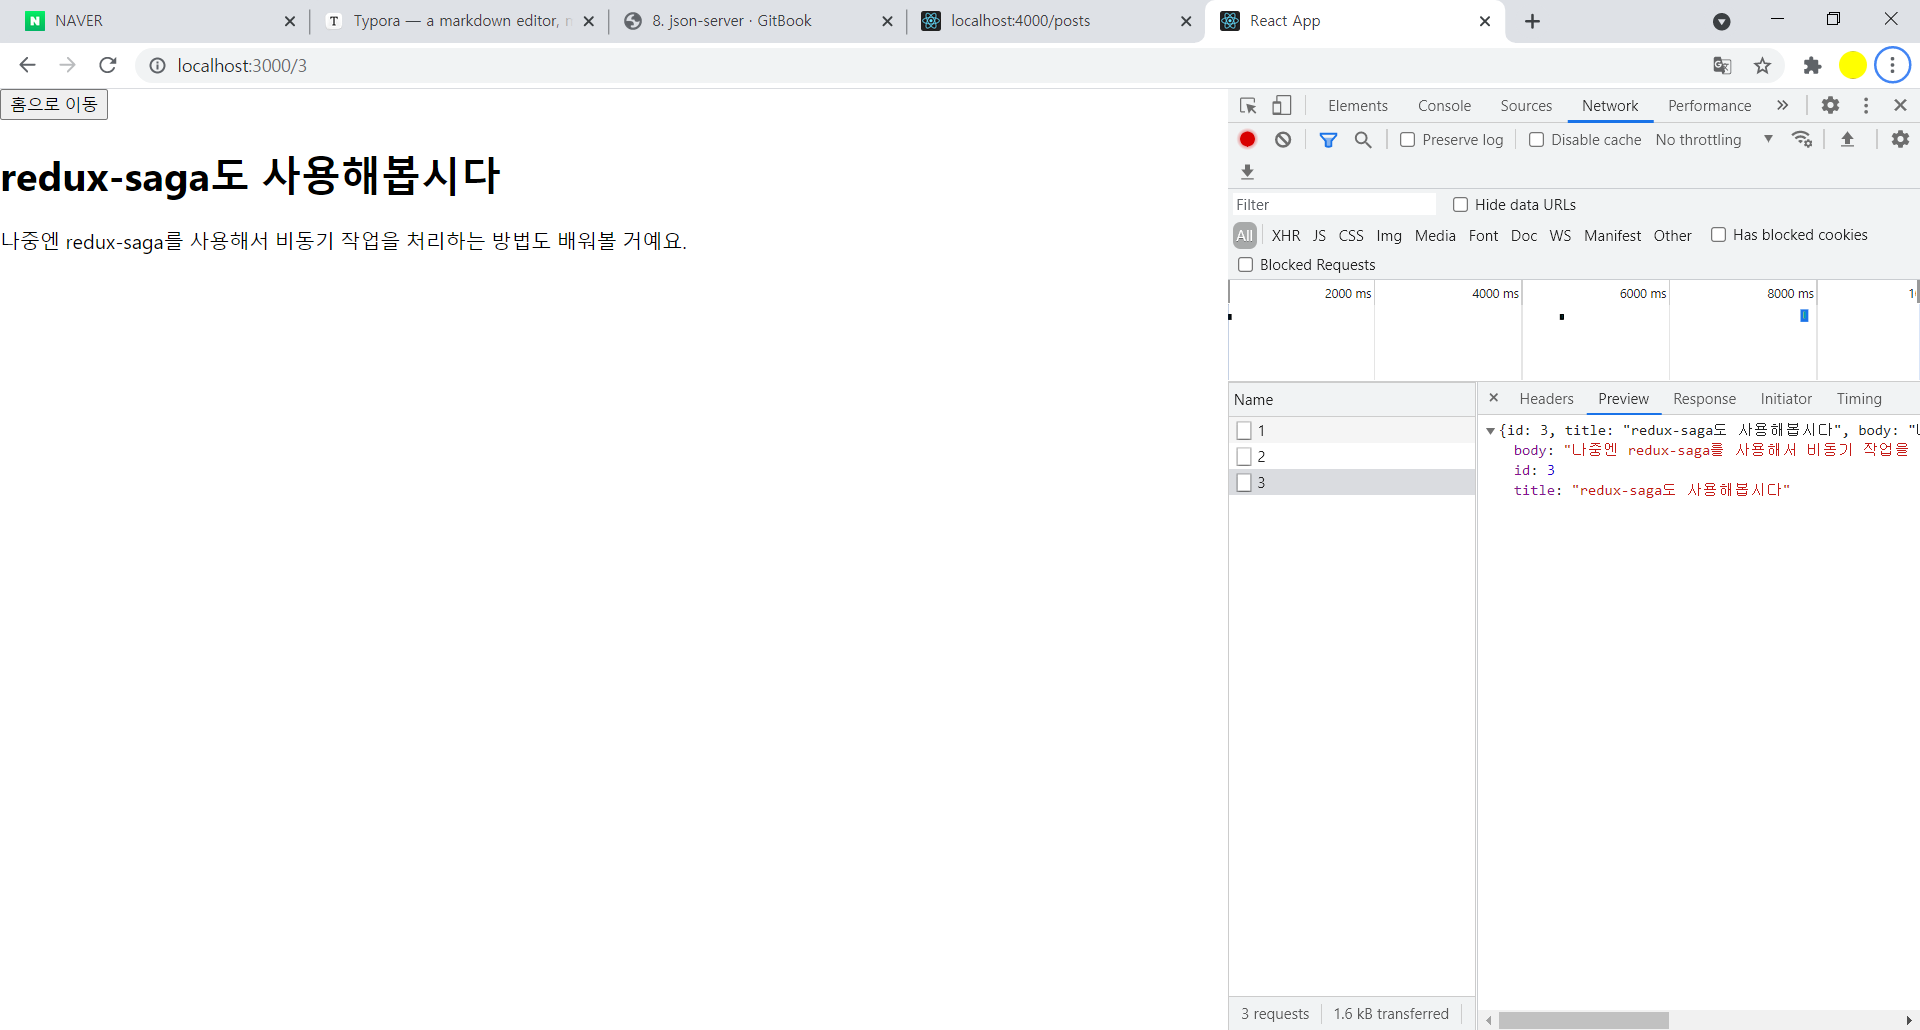 NAVER
Typora — a markdown editor,
8. json-server · GitBook
localhost:4000/posts
React App
localhost:3000/3
홈으로 이동
redux-saga도 사용해봅시다
나중엔 redux-saga를 사용해서 비동기 작업을 처리하는 방법도 배워볼 거예요.
Elements Console Sources Network Performance
Preserve log Disable cache No throttling
Filter Hide data URLs
All XHR JS CSS Img Media Font Doc WS Manifest Other Has blocked cookies
Blocked Requests
2000 ms 4000 ms 6000 ms 8000 ms
Name
1
2
3
Headers Preview Response Initiator Timing
{id: 3, title: "redux-saga도 사용해봅시다", body: "
body: "나중엔 redux-saga를 사용해서 비동기 작업을
id: 3
title: "redux-saga도 사용해봅시다"
3 requests 1.6 kB transferred